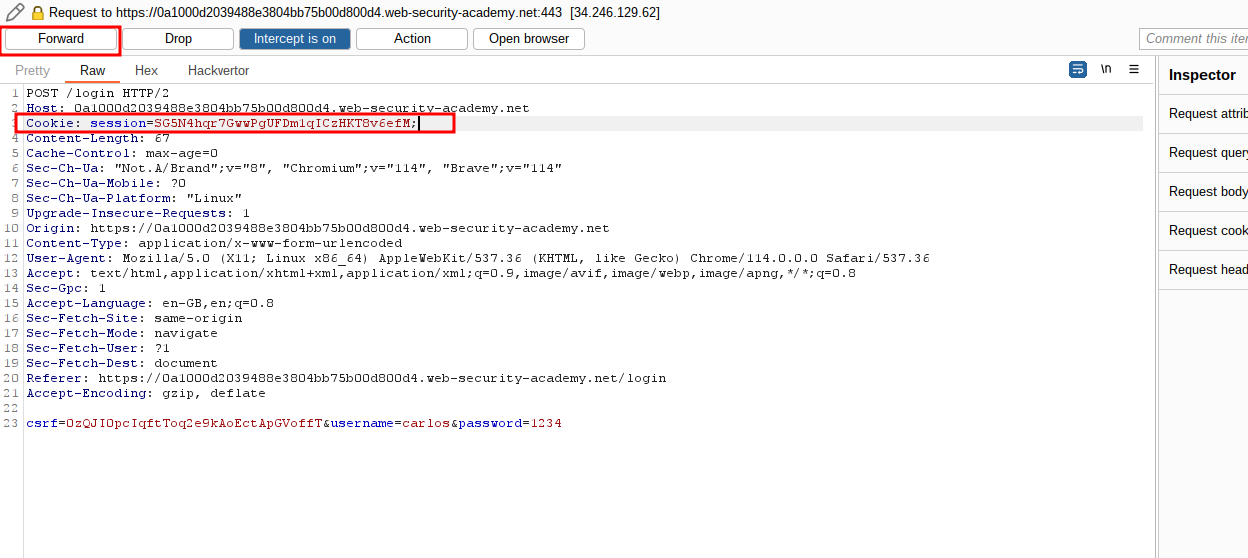 Request to https://0a1000d2039488e3804bb75b00d800d4.web-security-academy.net:443 [34.246.129.62]
Forward Drop Intercept is on Action Open browser Comment this iter
Pretty Raw Hex Hackvertor \n
Inspector
Request attrib
Request query
Request body
Request cook
Request head
1 POST /login HTTP/2
2 Host: 0a1000d2039488e3804bb75b00d800d4.web-security-academy.net
3 Cookie: session=SG5N4hqr7GwwPgUFDm1qICzHKT8v6efM;
4 Content-Length: 67
5 Cache-Control: max-age=0
6 Sec-Ch-Ua: "Not.A/Brand";v="8", "Chromium";v="114", "Brave";v="114"
7 Sec-Ch-Ua-Mobile: ?0
8 Sec-Ch-Ua-Platform: "Linux"
9 Upgrade-Insecure-Requests: 1
10 Origin: https://0a1000d2039488e3804bb75b00d800d4.web-security-academy.net
11 Content-Type: application/x-www-form-urlencoded
12 User-Agent: Mozilla/5.0 (X11; Linux x86_64) AppleWebKit/537.36 (KHTML, like Gecko) Chrome/114.0.0.0 Safari/537.36
13 Accept: text/html,application/xhtml+xml,application/xml;q=0.9,image/avif,image/webp,image/apng,*/*;q=0.8
14 Sec-Gpc: 1
15 Accept-Language: en-GB,en;q=0.8
16 Sec-Fetch-Site: same-origin
17 Sec-Fetch-Mode: navigate
18 Sec-Fetch-User: ?1
19 Sec-Fetch-Dest: document
20 Referer: https://0a1000d2039488e3804bb75b00d800d4.web-security-academy.net/login
21 Accept-Encoding: gzip, deflate
22
23 csrf=0zQJI0pcIqftToq2e9kAoEctApGVoffT&username=carlos&password=1234